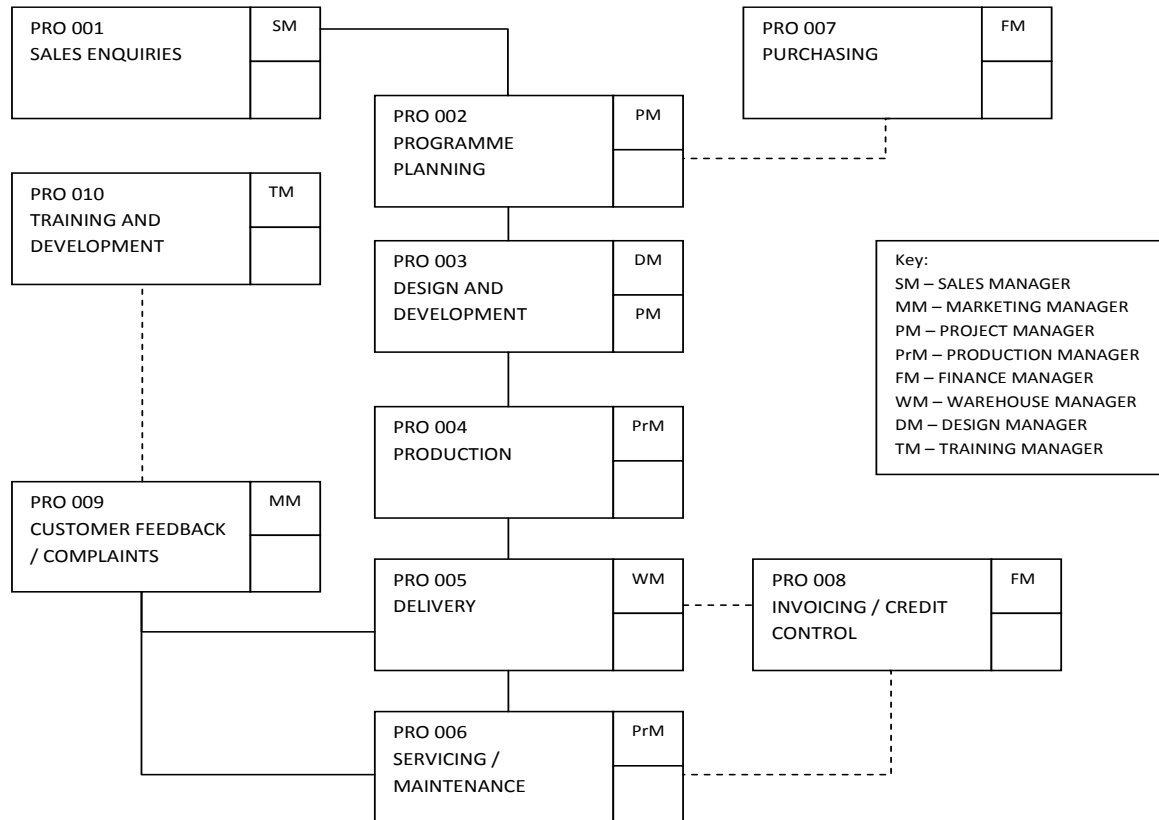 PRO 001
SALES ENQUIRIES
SM
PRO 007
PURCHASING
FM
PRO 002
PROGRAMME
PLANNING
PM
PRO 010
TRAINING AND
DEVELOPMENT
TM
PRO 003
DESIGN AND
DEVELOPMENT
DM
PM
Key:
SM – SALES MANAGER
MM – MARKETING MANAGER
PM – PROJECT MANAGER
PrM – PRODUCTION MANAGER
FM – FINANCE MANAGER
WM – WAREHOUSE MANAGER
DM – DESIGN MANAGER
TM – TRAINING MANAGER
PRO 004
PRODUCTION
PrM
PRO 009
CUSTOMER FEEDBACK
/ COMPLAINTS
MM
PRO 005
DELIVERY
WM
PRO 008
INVOICING / CREDIT
CONTROL
FM
PRO 006
SERVICING /
MAINTENANCE
PrM